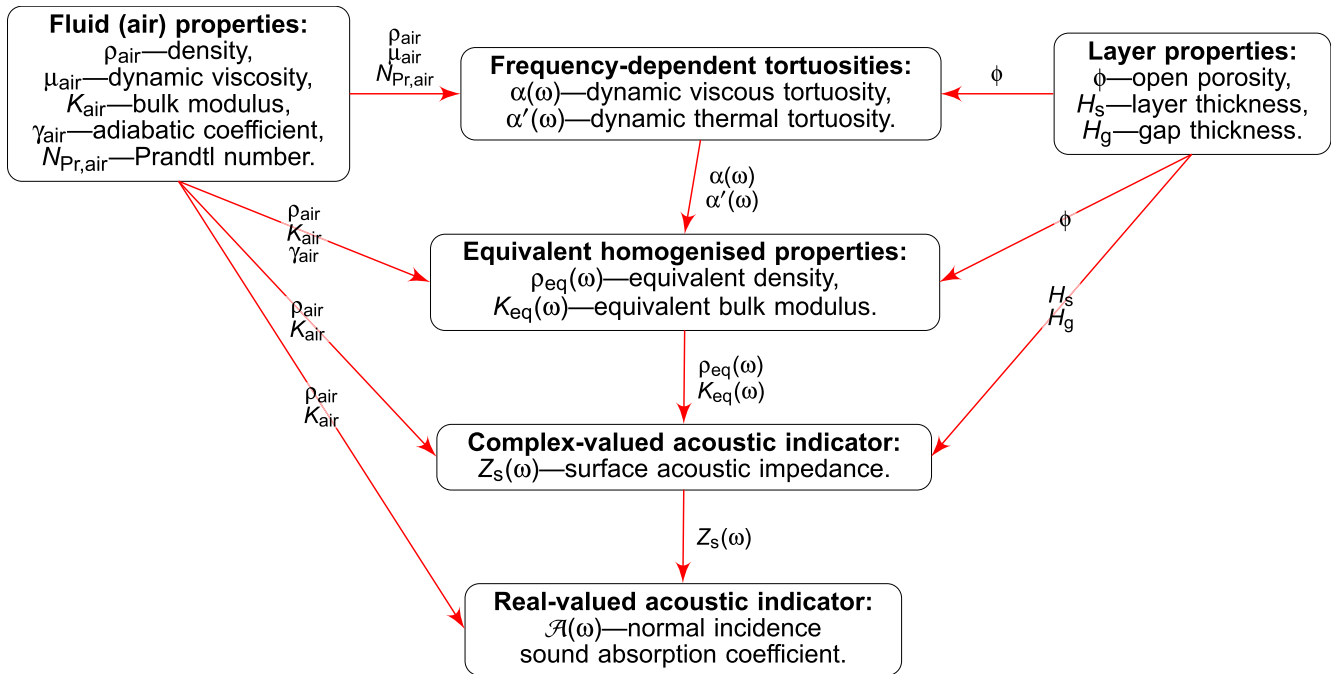 Fluid (air) properties:
ρair—density,
μair—dynamic viscosity,
Kair—bulk modulus,
γair—adiabatic coefficient,
NPr,air—Prandtl number.
ρair
μair
NPr,air
Frequency-dependent tortuosities:
α(ω)—dynamic viscous tortuosity,
α′(ω)—dynamic thermal tortuosity.
ϕ
Layer properties:
ϕ—open porosity,
Hs—layer thickness,
Hg—gap thickness.
α(ω)
α′(ω)
ρair
Kair
γair
ϕ
Equivalent homogenised properties:
ρeq(ω)—equivalent density,
Keq(ω)—equivalent bulk modulus.
ρair
Kair
Hs
Hg
ρeq(ω)
Keq(ω)
ρair
Kair
Complex-valued acoustic indicator:
Zs(ω)—surface acoustic impedance.
Zs(ω)
Real-valued acoustic indicator:
𝒜(ω)—normal incidence
sound absorption coefficient.